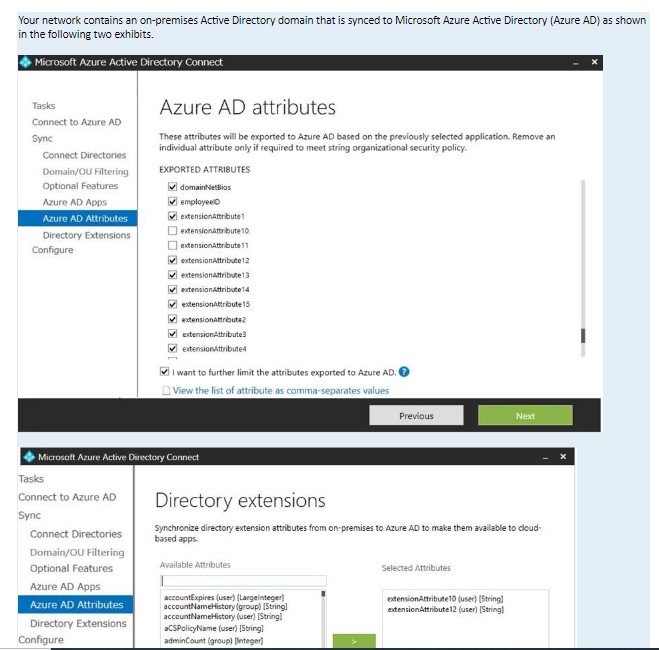 Your network contains an on-premises Active Directory domain that is synced to Microsoft Azure Active Directory (Azure AD) as shown
in the following two exhibits.
Microsoft Azure Active Directory Connect
Tasks
Connect to Azure AD
Sync
Connect Directories
Domain/OU Filtering
Optional Features
Azure AD Apps
Azure AD Attributes
Directory Extensions
Configure
Azure AD attributes
These attributes will be exported to Azure AD based on the previously selected application. Remove an
individual attribute only if required to meet string organizational security policy.
EXPORTED ATTRIBUTES
domainNetBios
employeeID
extensionAttribute1
extensionAttribute10
extensionAttribute11
extensionAttribute12
extensionAttribute13
extensionAttribute14
extensionAttribute15
extensionAttribute2
extensionAttribute3
extensionAttribute4
I want to further limit the attributes exported to Azure AD. ?
View the list of attribute as comma-separates values
Previous
Next
Microsoft Azure Active Directory Connect
Tasks
Connect to Azure AD
Sync
Connect Directories
Domain/OU Filtering
Optional Features
Azure AD Apps
Azure AD Attributes
Directory Extensions
Configure
Directory extensions
Synchronize directory extension attributes from on-premises to Azure AD to make them available to cloud-
based apps.
Available Attributes
accountExpires (user) [LargeInteger]
accountNameHistory (group) [String]
accountNameHistory (user) [String]
aCSPolicyName (user) [String]
adminCount (group) [Integer]
>
Selected Attributes
extensionAttribute10 (user) [String]
extensionAttribute12 (user) [String]